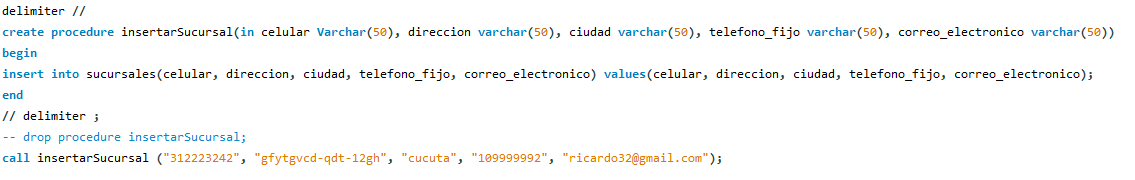 delimiter //
create procedure insertarSucursal(in celular Varchar(50), direccion varchar(50), ciudad varchar(50), telefono_fijo varchar(50), correo_electronico varchar(50))
begin
insert into sucursales(celular, direccion, ciudad, telefono_fijo, correo_electronico) values(celular, direccion, ciudad, telefono_fijo, correo_electronico);
end
// delimiter ;
-- drop procedure insertarSucursal;
call insertarSucursal ("312223242", "gfytgvcd-qdt-12gh", "cucuta", "109999992", "ricardo32@gmail.com");